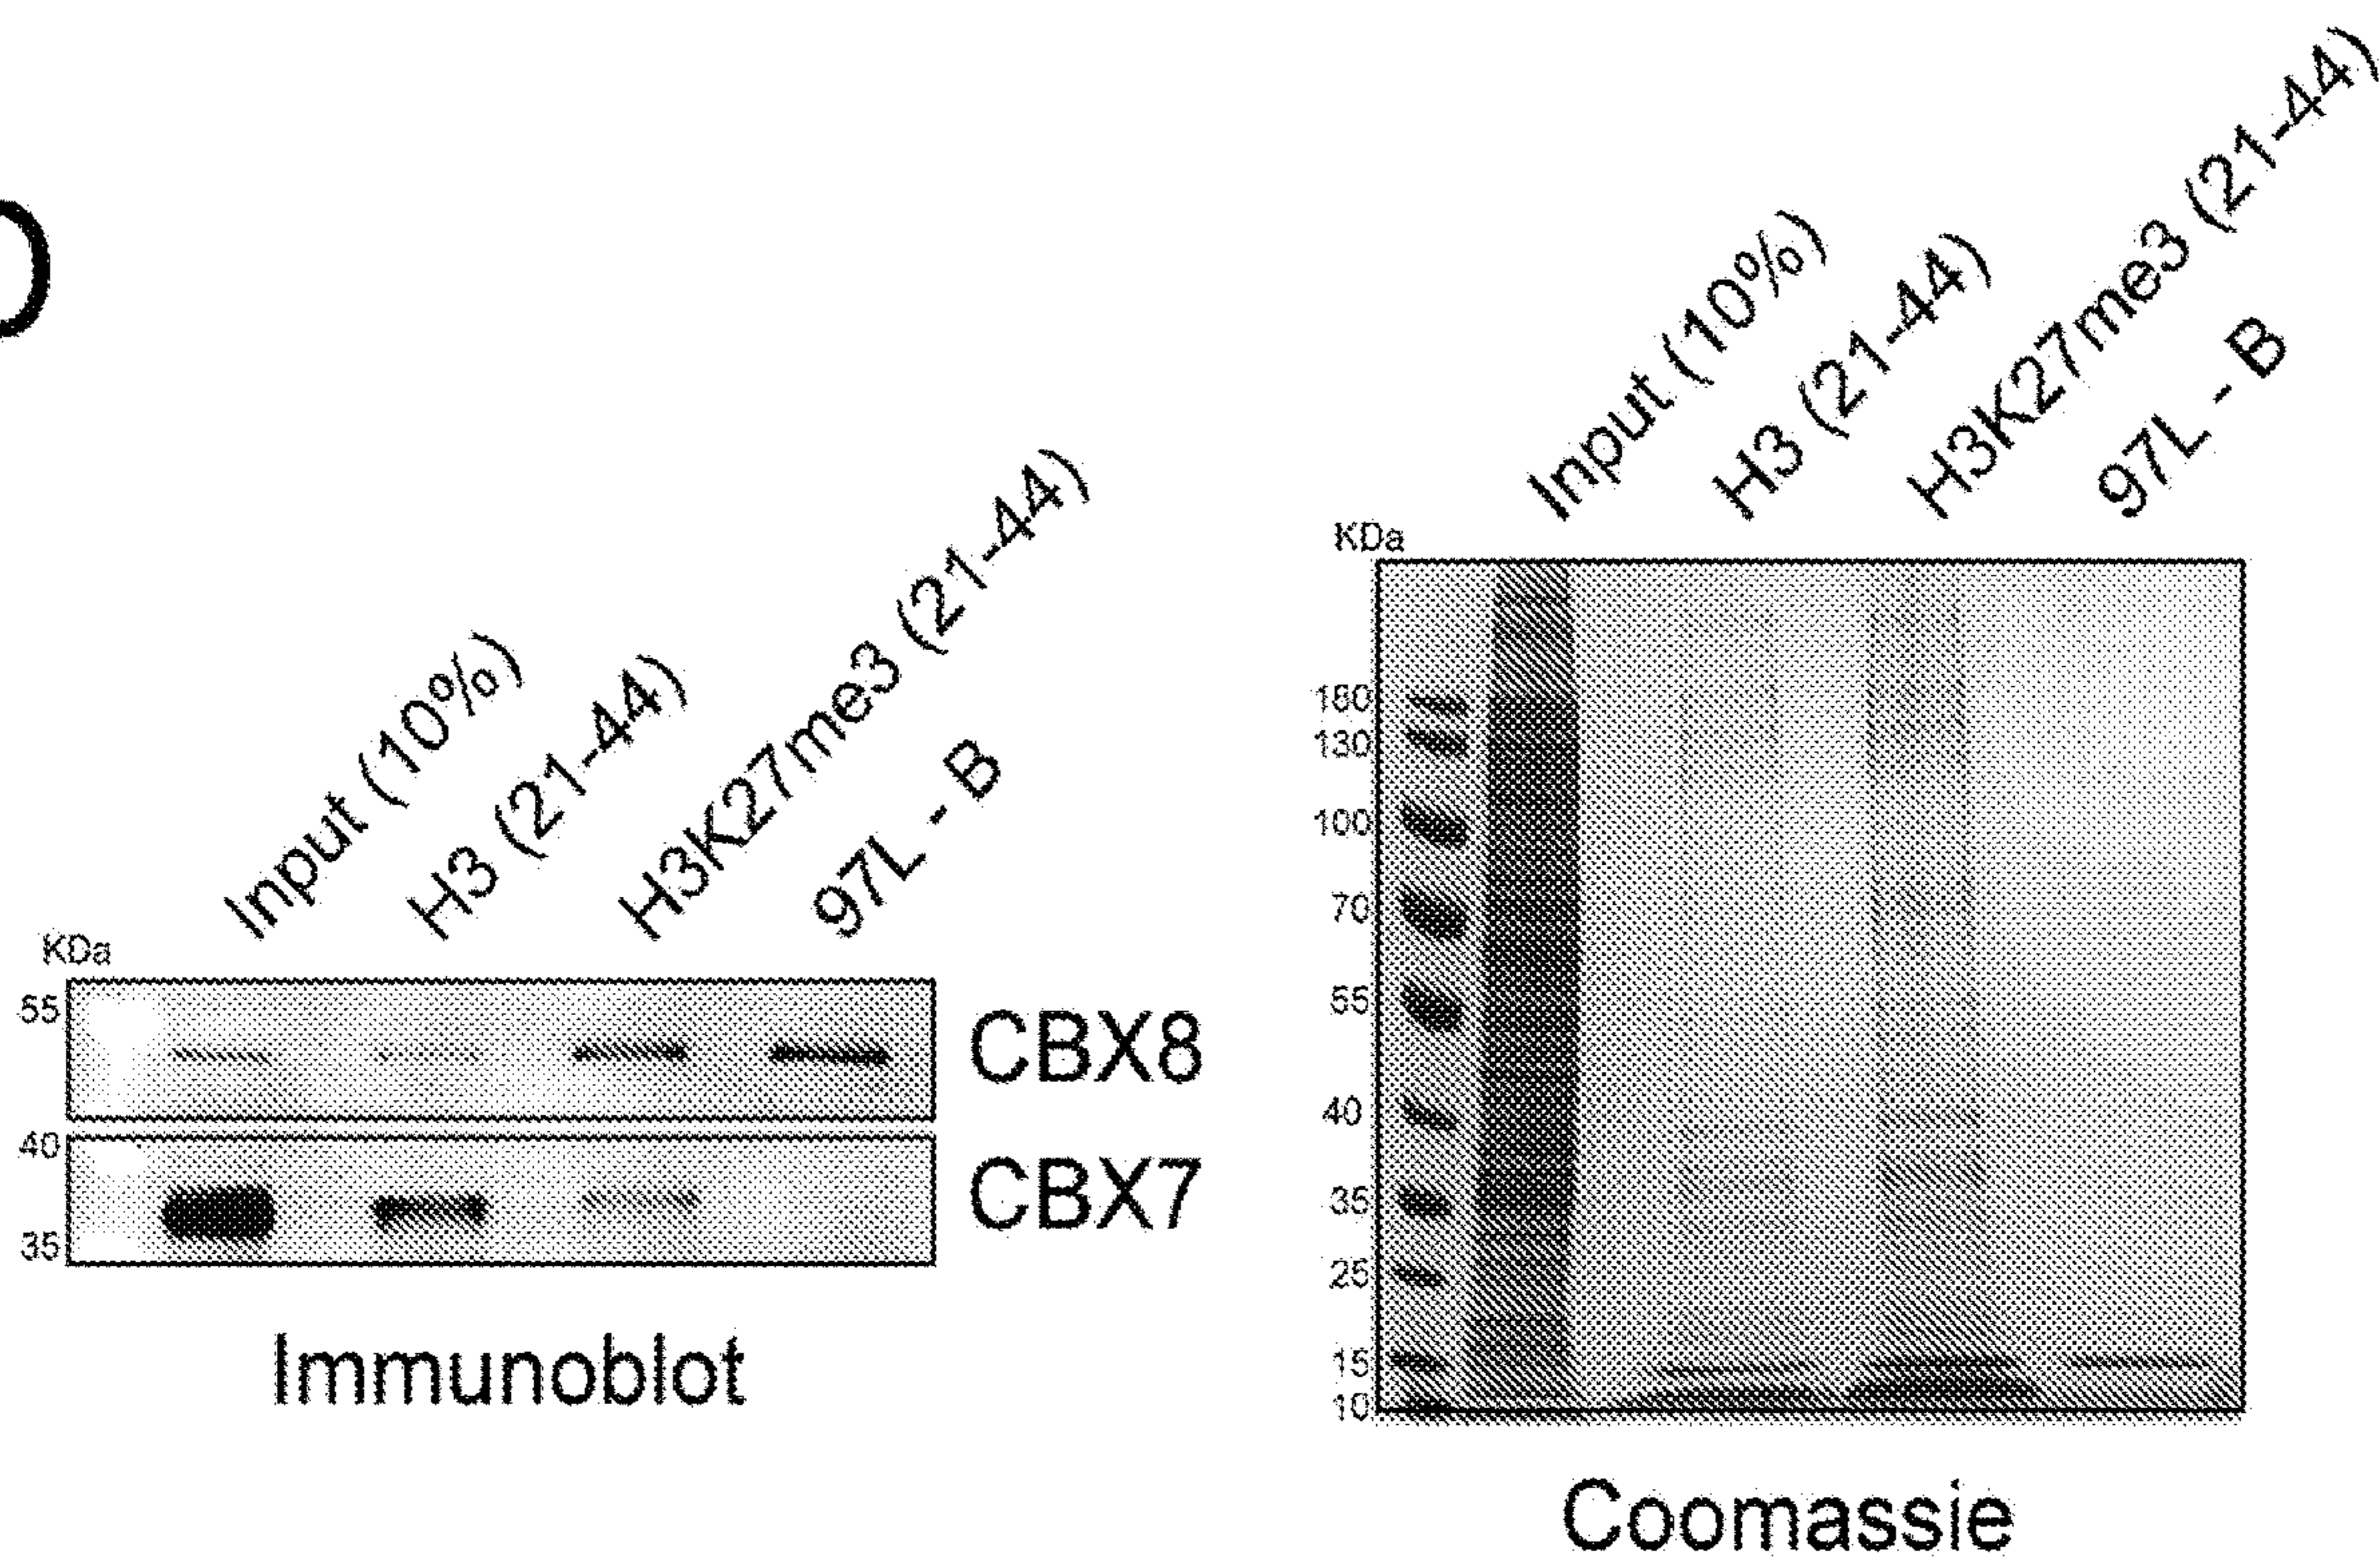 D
Input (10%)
H3 (21-44)
H3K27me3 (21-44)
97L - B
KDa
55
CBX8
40
CBX7
35
Immunoblot
Input (10%)
H3 (21-44)
H3K27me3 (21-44)
97L - B
KDa
180
130
100
70
55
40
35
25
15
10
Coomassie